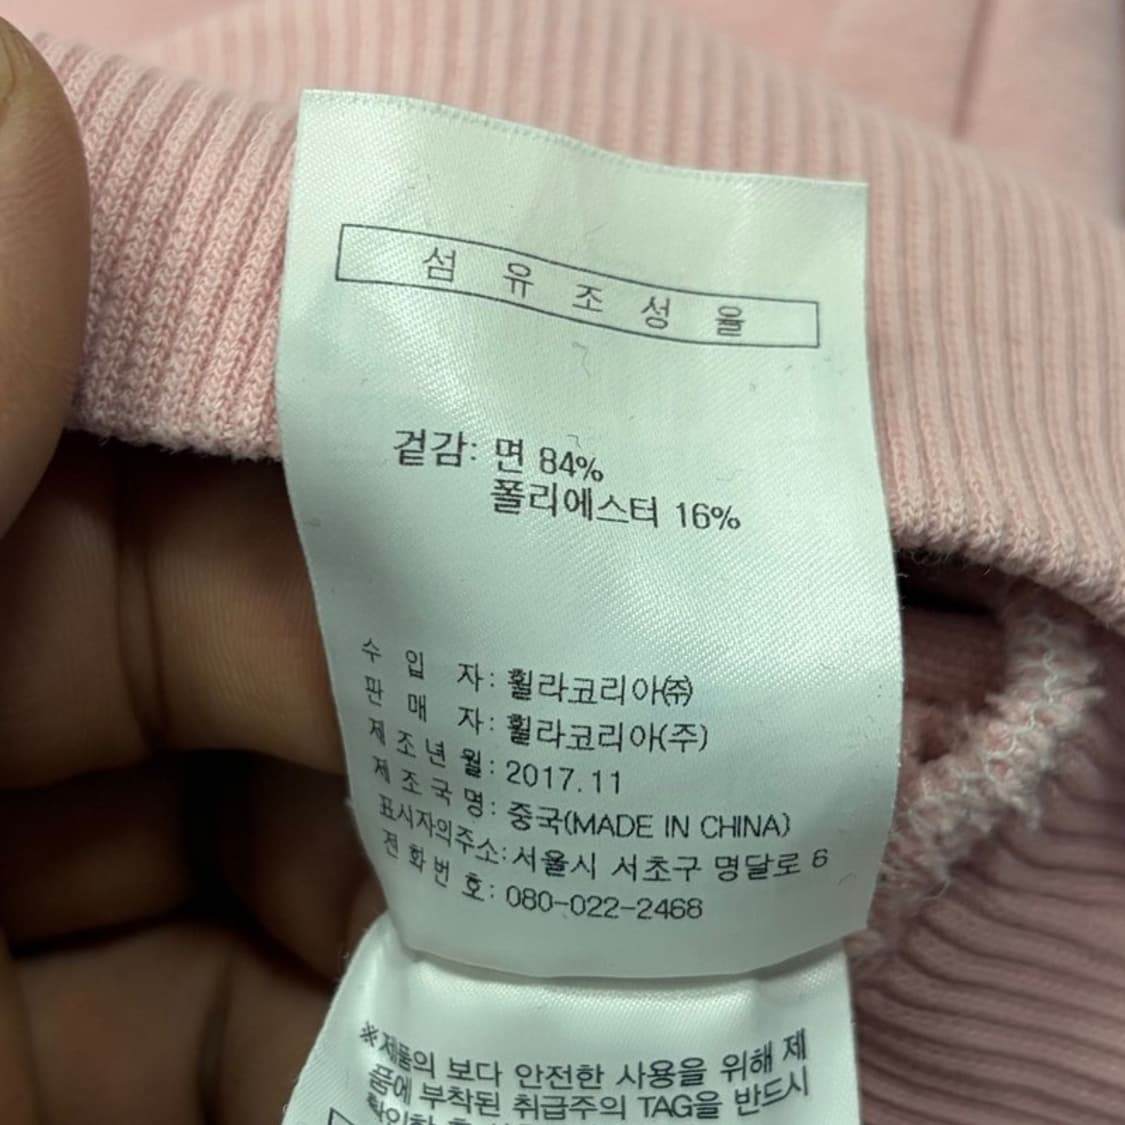 섬유조성율
겉감: 면 84%
폴리에스터 16%
수입자: 휠라코리아㈜
판매자: 휠라코리아(주)
제조년월: 2017.11
제조국명: 중국(MADE IN CHINA)
표시자의주소: 서울시 서초구 명달로 6
전화번호: 080-022-2468
※제품의 보다 안전한 사용을 위해 제
품에 부착된 취급주의 TAG을 반드시
확인한 후